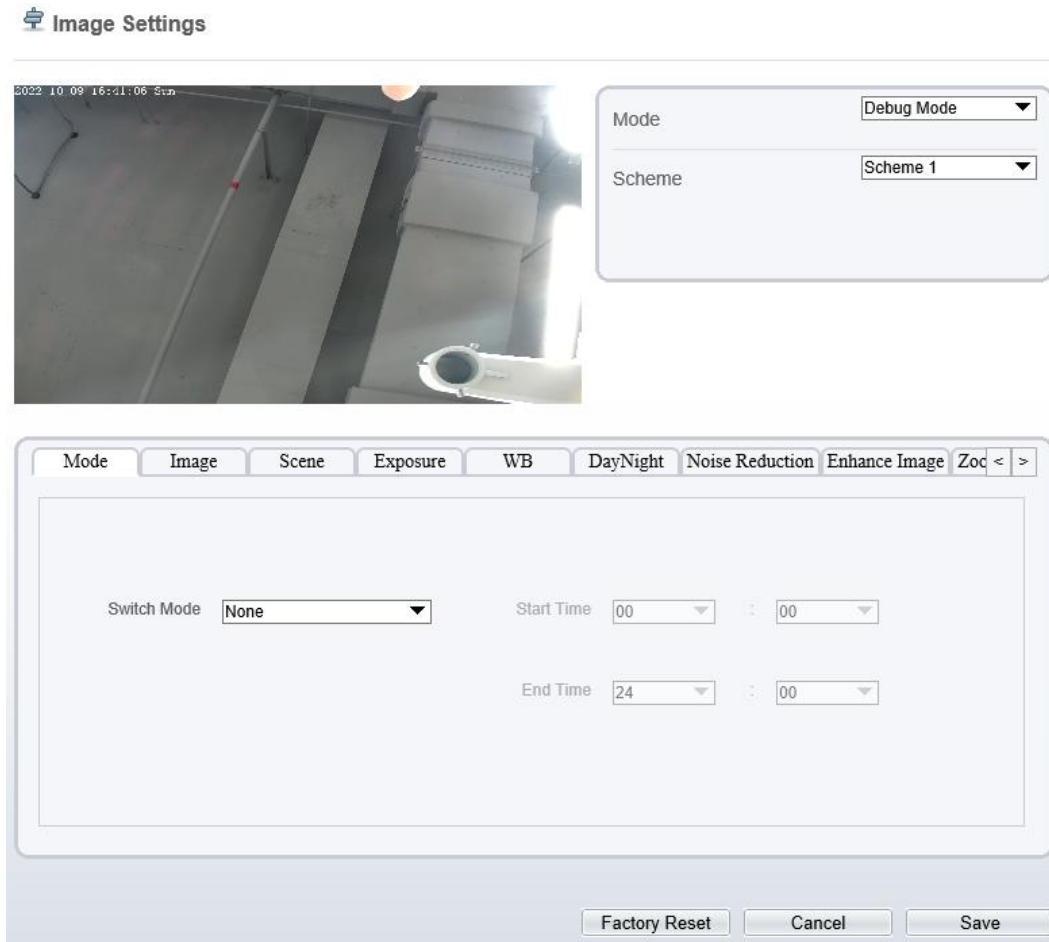 Image Settings
2022 10 09 16:41:06 Sun
Mode Debug Mode
Scheme Scheme 1
Mode Image Scene Exposure WB DayNight Noise Reduction Enhance Image Zoo < >
Switch Mode None Start Time 00 : 00
End Time 24 : 00
Factory Reset Cancel Save